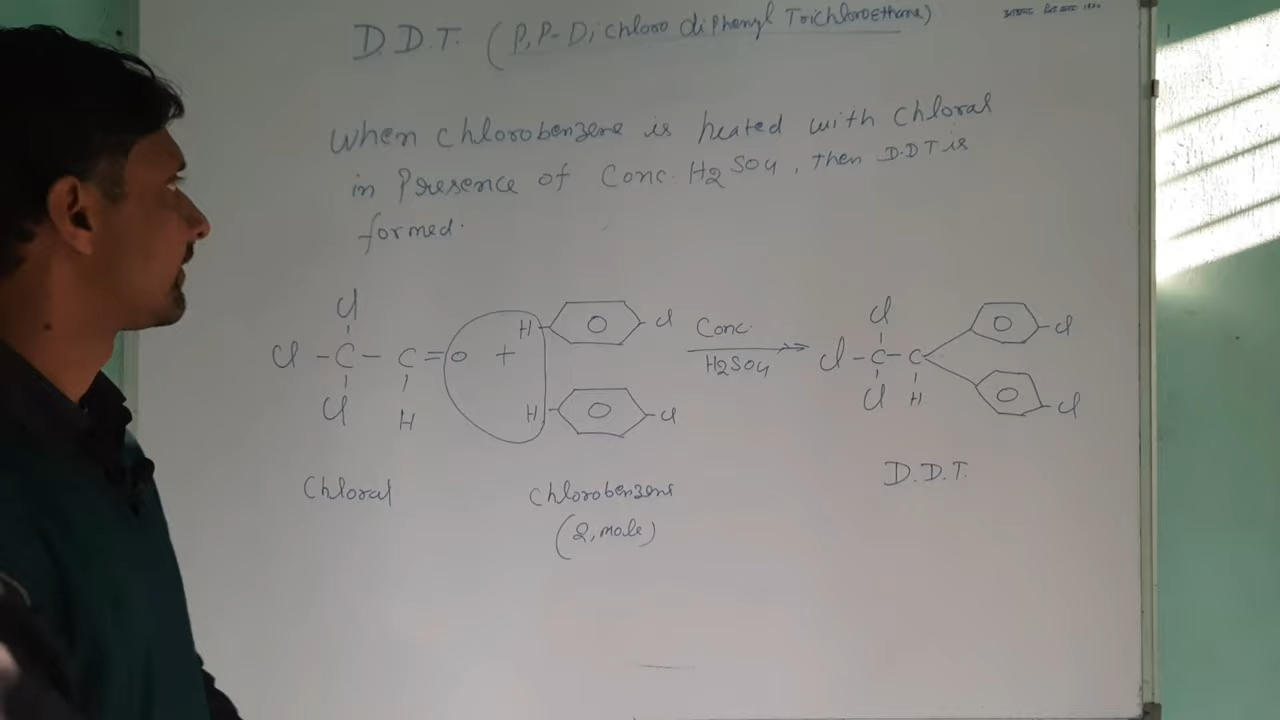 D.D.T. (P,P-Dichloro diphenyl Trichloroethane)
When chlorobenzene is heated with chloral
in Presence of Conc. H2SO4, then D.D.T is
formed.
Cl Cl Cl
Cl - C - C = O + H Cl Conc. Cl - C - C Cl
Cl H H Cl H2SO4 Cl H Cl
Chloral Chlorobenzene D.D.T.
(2, mole)